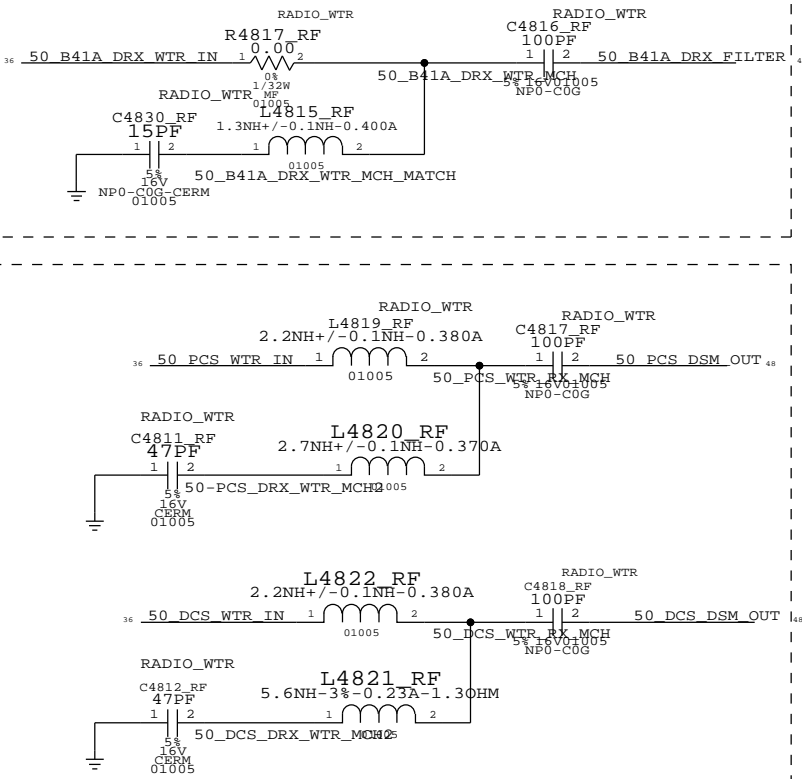 RADIO_WTR
R4817_RF
0.00
36 50_B41A_DRX_WTR_IN 1 2
0%
1/32W
MF
01005
RADIO_WTR
C4816_RF
100PF
1 2 50_B41A_DRX_FILTER
50_B41A_DRX_WTR_MCH
5% 16V01005
NP0-C0G
RADIO_WTR
C4830_RF
15PF
1 2
5%
16V
NP0-C0G-CERM
01005
L4815_RF
1.3NH+/-0.1NH-0.400A
1 2
01005
50_B41A_DRX_WTR_MCH_MATCH
RADIO_WTR
L4819_RF
2.2NH+/-0.1NH-0.380A
36 50_PCS_WTR_IN 1 2
01005
RADIO_WTR
C4817_RF
100PF
1 2 50_PCS_DSM_OUT 48
50_PCS_WTR_RX_MCH
5% 16V01005
NP0-C0G
RADIO_WTR
C4811_RF
47PF
1 2
5%
16V
CERM
01005
L4820_RF
2.7NH+/-0.1NH-0.370A
1 2
50-PCS_DRX_WTR_MCH2
01005
L4822_RF
2.2NH+/-0.1NH-0.380A
36 50_DCS_WTR_IN 1 2
01005
RADIO_WTR
C4818_RF
100PF
1 2 50_DCS_DSM_OUT 48
50_DCS_WTR_RX_MCH
5% 16V01005
NP0-C0G
RADIO_WTR
C4812_RF
47PF
1 2
5%
16V
CERM
01005
L4821_RF
5.6NH-3%-0.23A-1.3OHM
1 2
50_DCS_DRX_WTR_MCH2
01005